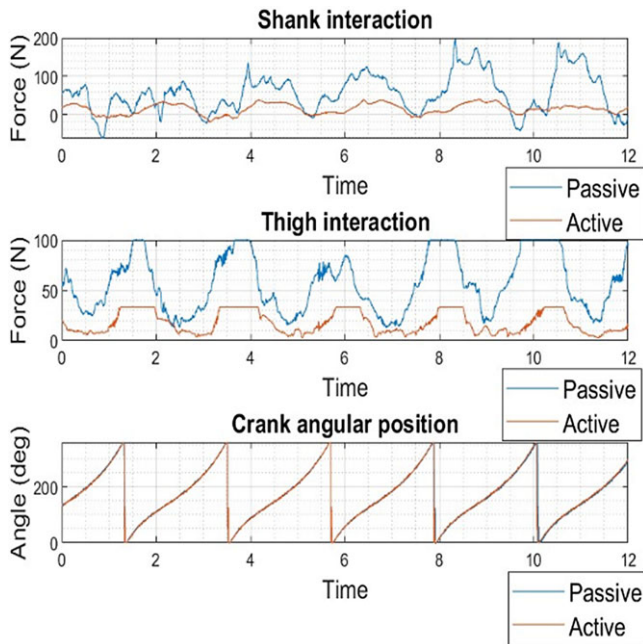 Shank interaction
Force (N)
200
100
0
0 2 4 6 8 10 12
Time
Passive
Active
Thigh interaction
Force (N)
100
50
0
0 2 4 6 8 10 12
Time
Passive
Active
Crank angular position
Angle (deg)
200
0
0 2 4 6 8 10 12
Time
Passive
Active